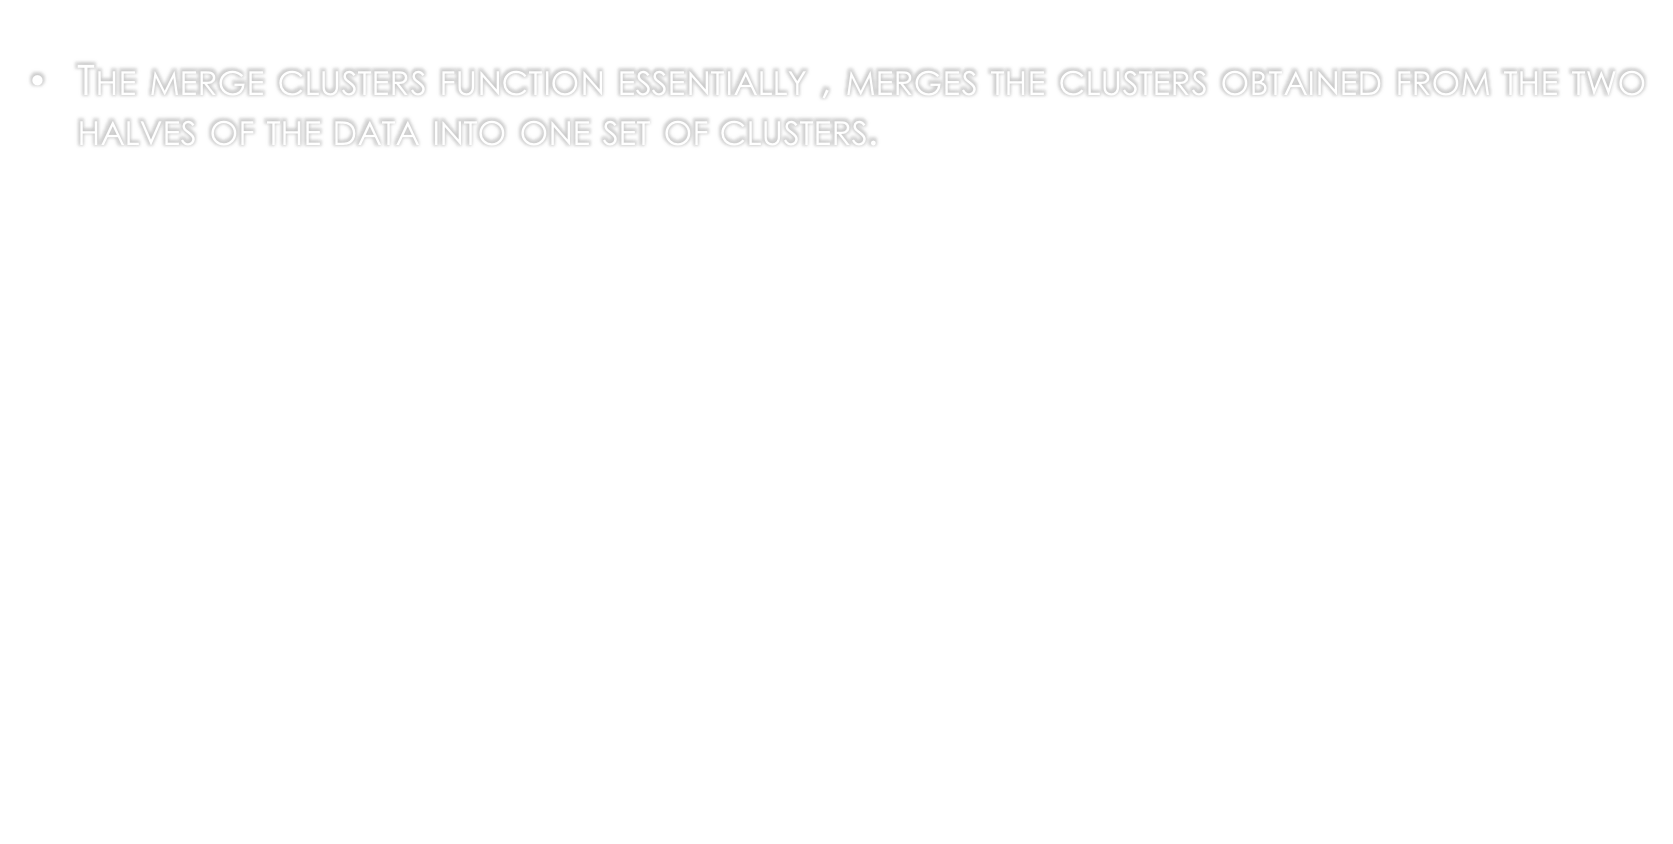 • The merge clusters function essentially , merges the clusters obtained from the two
halves of the data into one set of clusters.